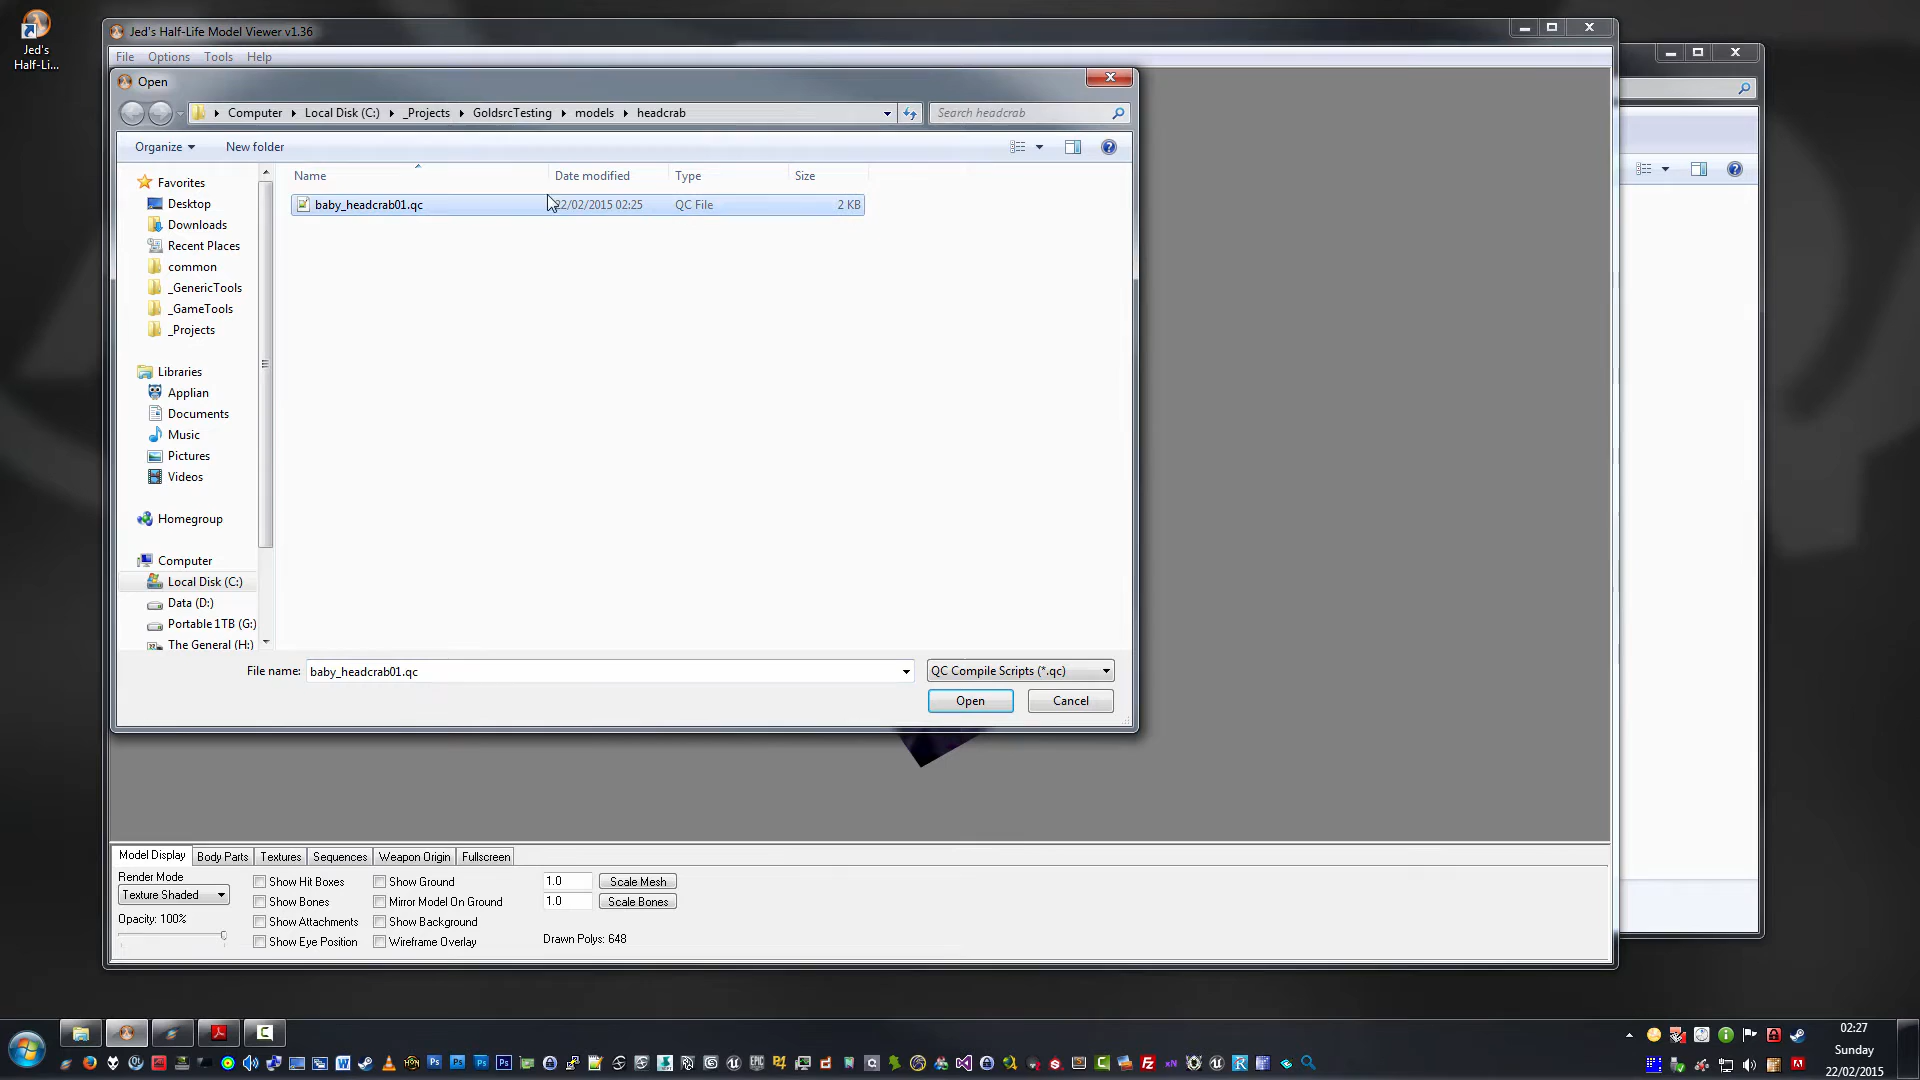 Jed's
Half-Li...
Jed's Half-Life Model Viewer v1.36
File Options Tools Help
Open
Computer Local Disk (C:) _Projects GoldsrcTesting models headcrab
Search headcrab
Organize New folder
Name Date modified Type Size
baby_headcrab01.qc 22/02/2015 02:25 QC File 2 KB
Favorites
Desktop
Downloads
Recent Places
common
_GenericTools
_GameTools
_Projects
Libraries
Applian
Documents
Music
Pictures
Videos
Homegroup
Computer
Local Disk (C:)
Data (D:)
Portable 1TB (G:)
The General (H:)
File name: baby_headcrab01.qc QC Compile Scripts (*.qc)
Open Cancel
Model Display Body Parts Textures Sequences Weapon Origin Fullscreen
Render Mode
Texture Shaded
Opacity: 100%
Show Hit Boxes Show Ground 1.0 Scale Mesh
Show Bones Mirror Model On Ground 1.0 Scale Bones
Show Attachments Show Background
Show Eye Position Wireframe Overlay Drawn Polys: 648
02:27
Sunday
22/02/2015